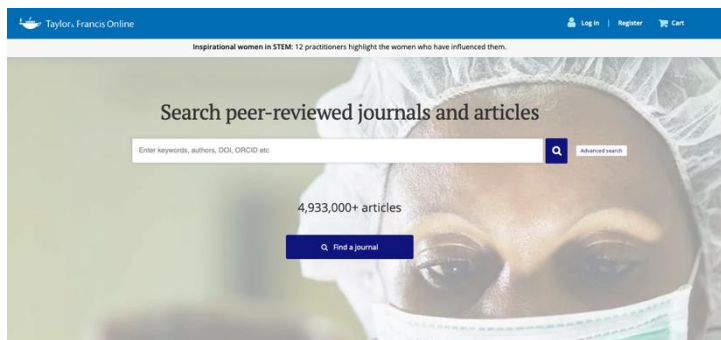 Taylor & Francis Online
Log in | Register Cart
Inspirational women in STEM: 12 practitioners highlight the women who have influenced them.
Search peer-reviewed journals and articles
Enter keywords, authors, DOI, ORCID etc
Advanced search
4,933,000+ articles
Find a journal